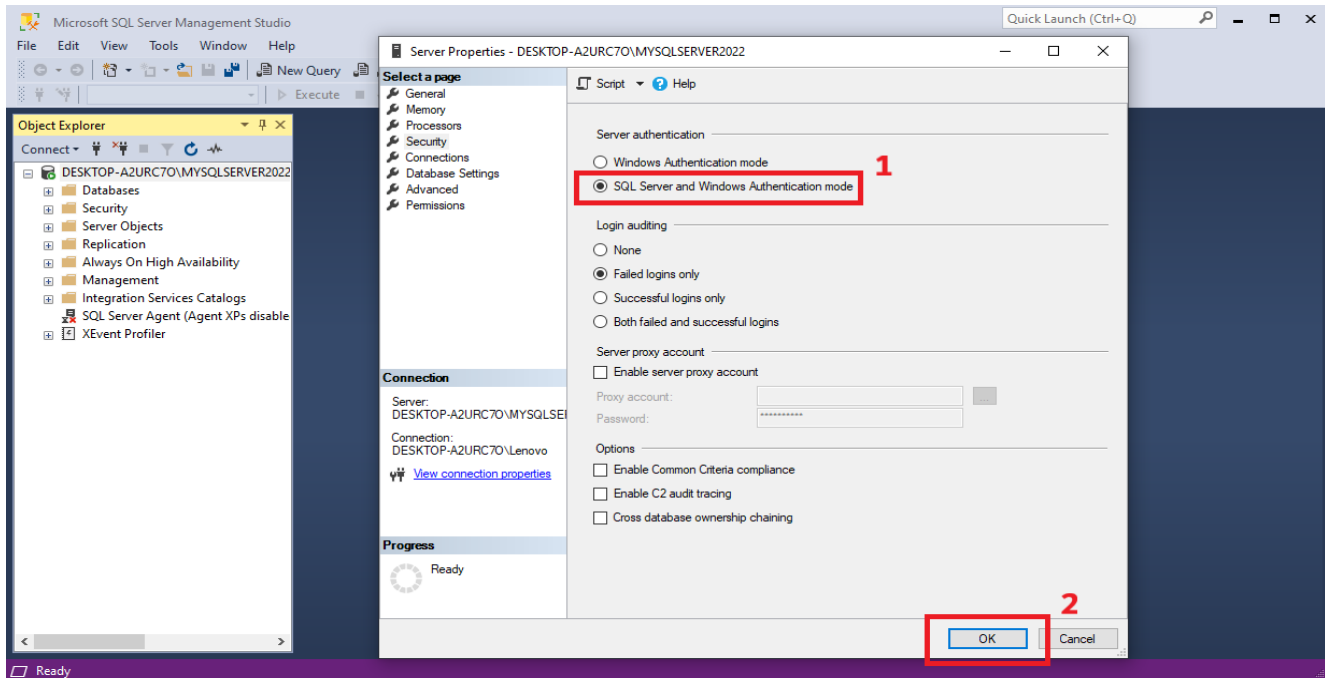 Microsoft SQL Server Management Studio
Quick Launch (Ctrl+Q)
File Edit View Tools Window Help
New Query
Execute
Object Explorer
Connect
DESKTOP-A2URC7O\MYSQLSERVER2022
Databases
Security
Server Objects
Replication
Always On High Availability
Management
Integration Services Catalogs
SQL Server Agent (Agent XPs disable
XEvent Profiler
Server Properties - DESKTOP-A2URC7O\MYSQLSERVER2022
Select a page
General
Memory
Processors
Security
Connections
Database Settings
Advanced
Permissions
Connection
Server:
DESKTOP-A2URC7O\MYSQLSE
Connection:
DESKTOP-A2URC7O\Lenovo
View connection properties
Progress
Ready
Script Help
Server authentication
Windows Authentication mode
1
SQL Server and Windows Authentication mode
Login auditing
None
Failed logins only
Successful logins only
Both failed and successful logins
Server proxy account
Enable server proxy account
Proxy account:
...
Password:
**********
Options
Enable Common Criteria compliance
Enable C2 audit tracing
Cross database ownership chaining
2
OK Cancel
Ready